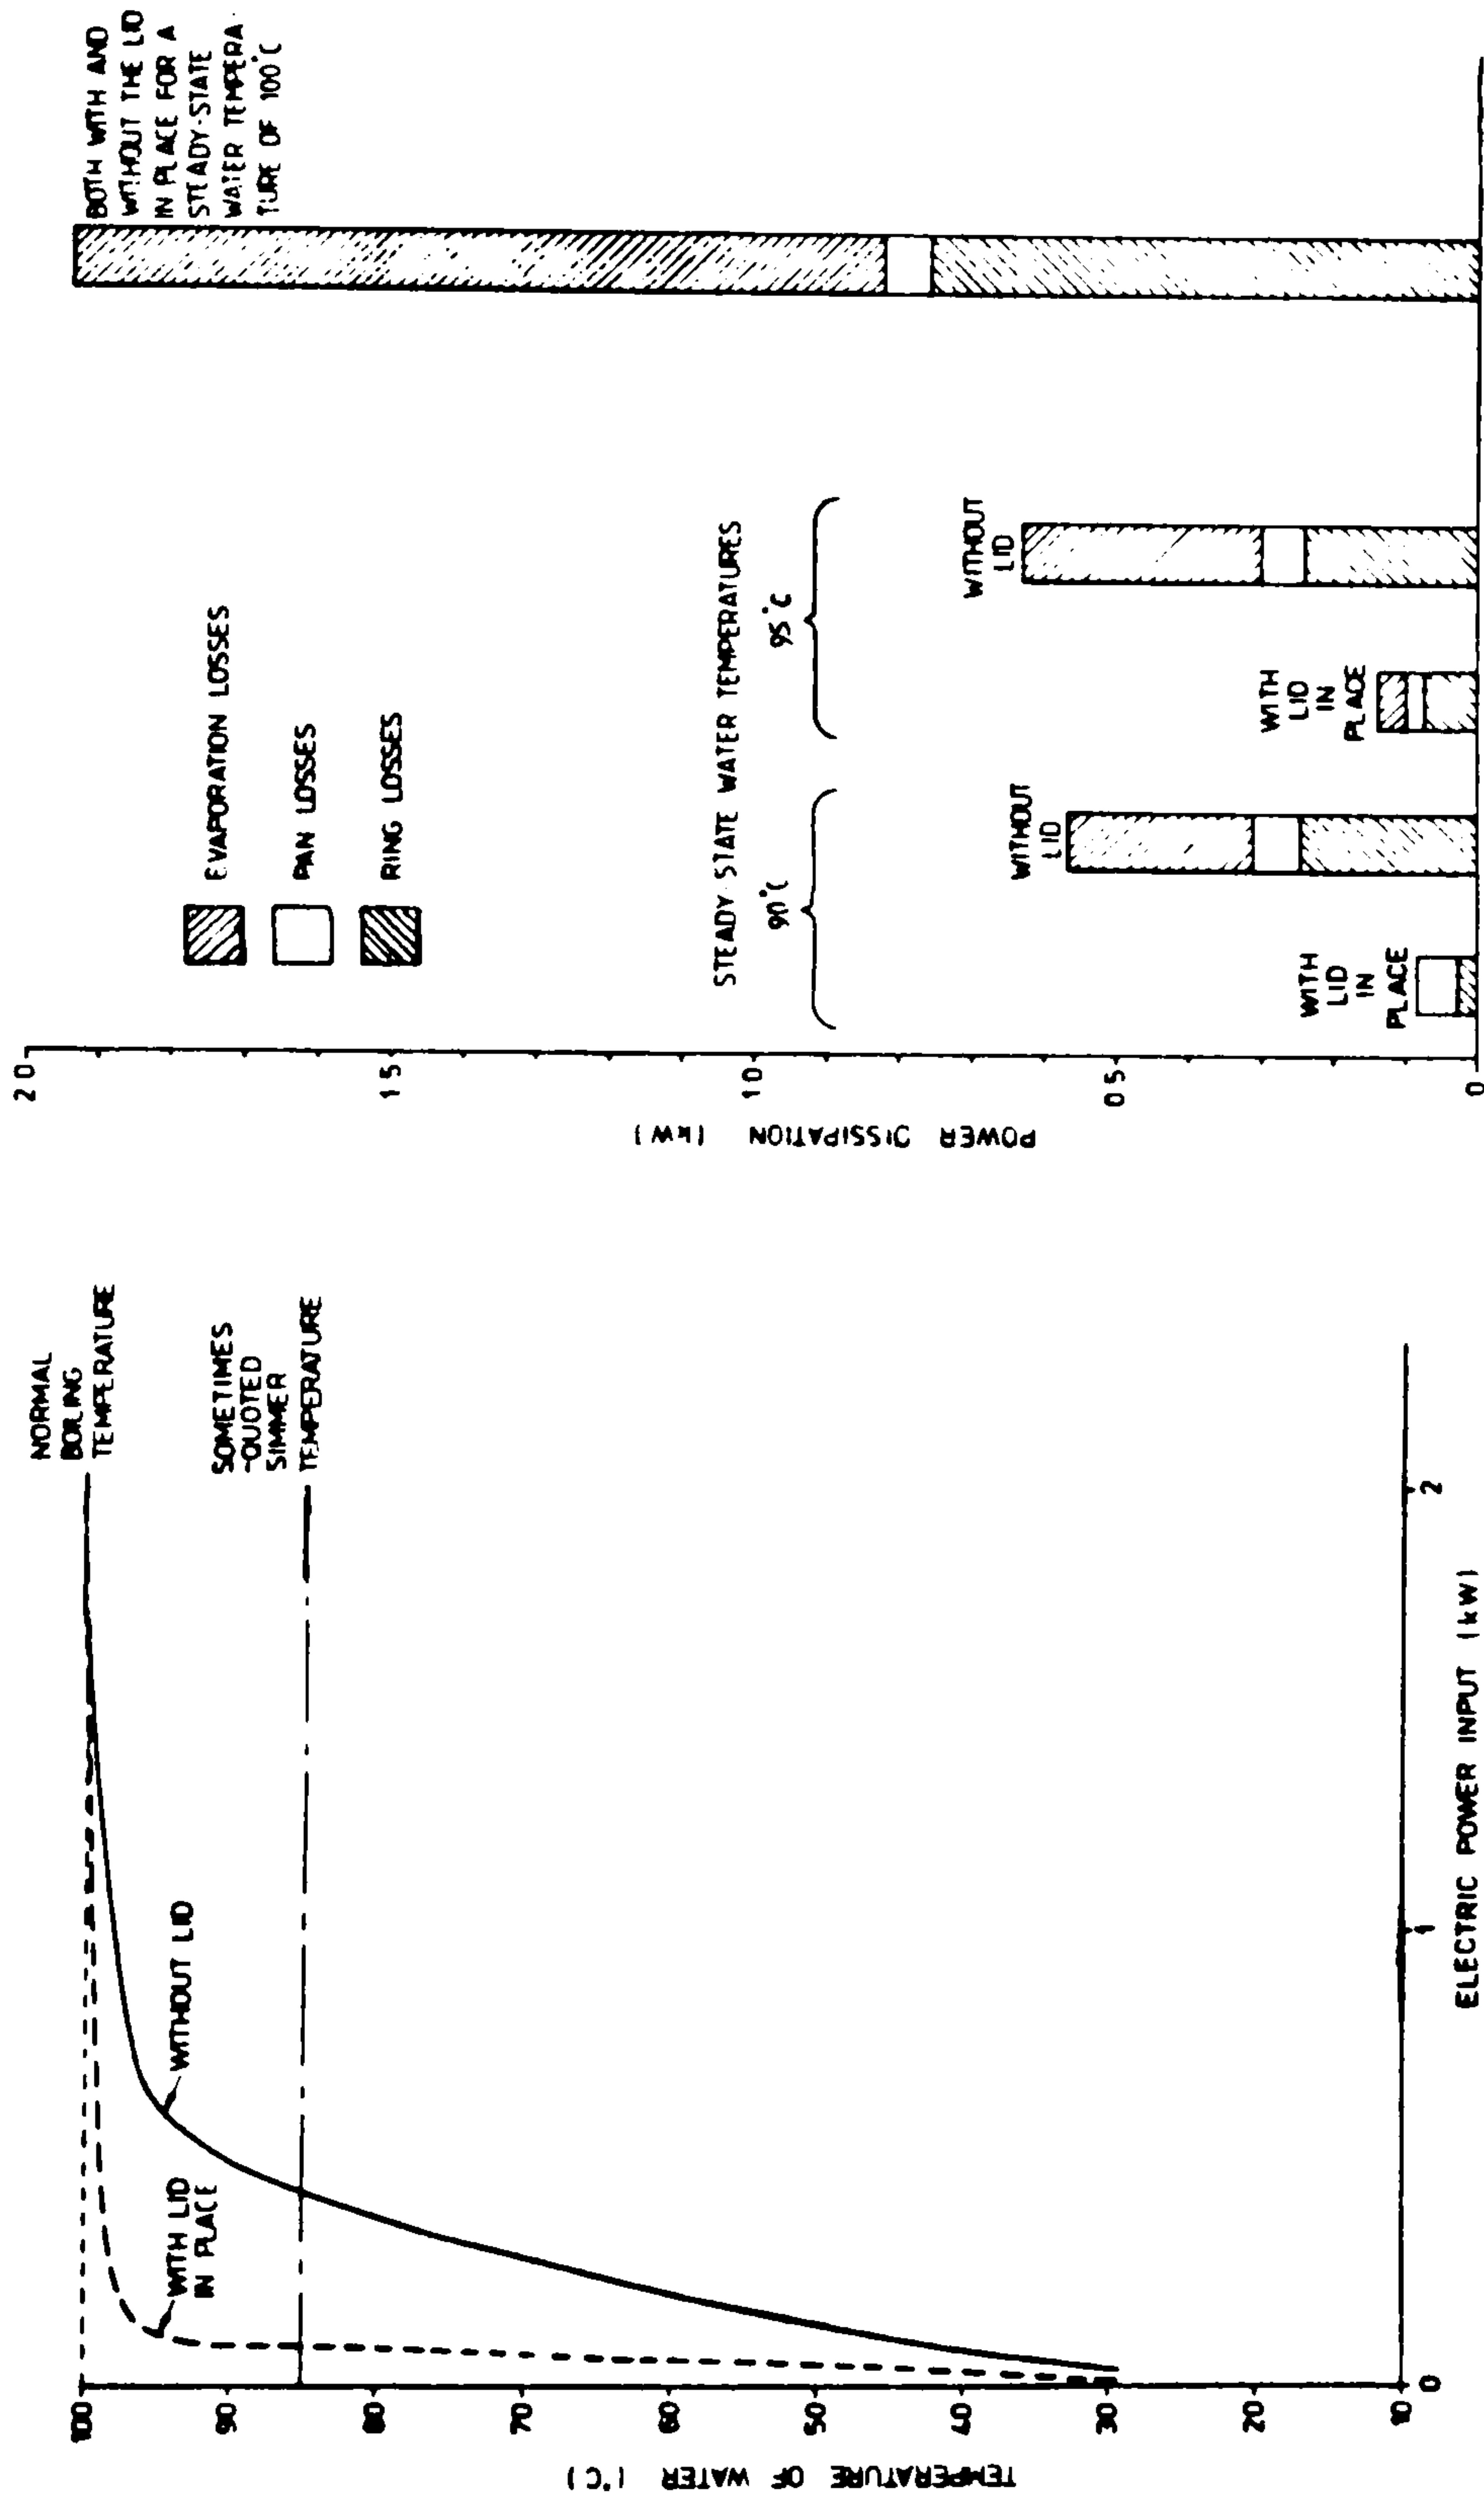 NORMAL
BOILING
TEMPERATURE
SOMETIMES
-QUOTED
SIMMER
TEMPERATURE
WITH LID
IN PLACE
WITHOUT LID
TEMPERATURE OF WATER (°C)
100
90
80
70
60
50
40
30
20
10
0
1
2
ELECTRIC POWER INPUT (kW)
POWER DISSIPATION (kW)
2 0
1 5
1 0
0 5
0
EVAPORATION LOSSES
PAN LOSSES
RING LOSSES
STEADY-STATE WATER TEMPERATURES
90°C
95°C
WITH
LID
IN
PLACE
WITHOUT
LID
WITH
LID
IN
PLACE
WITHOUT
LID
BOTH WITH AND
WITHOUT THE LID
IN PLACE FOR A
STEADY-STATE
WATER TEMPERA
TURE OF 100°C